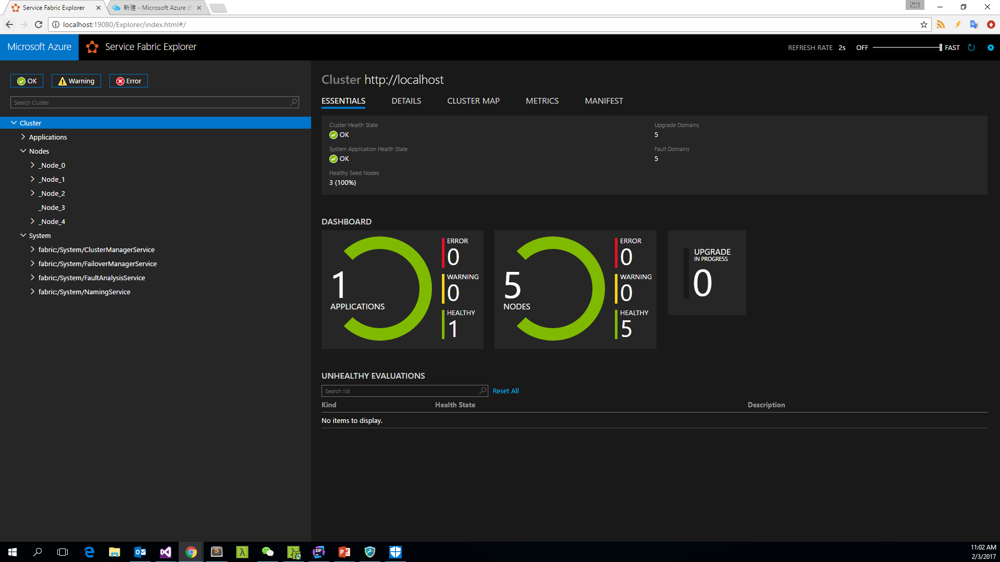 Service Fabric Explorer
新建 - Microsoft Azure
Siqi
localhost:19080/Explorer/index.html#/
Microsoft Azure
Service Fabric Explorer
REFRESH RATE 2s OFF FAST
OK
Warning
Error
Search Cluster
Cluster
Applications
Nodes
_Node_0
_Node_1
_Node_2
_Node_3
_Node_4
System
fabric:/System/ClusterManagerService
fabric:/System/FailoverManagerService
fabric:/System/FaultAnalysisService
fabric:/System/NamingService
Cluster http://localhost
ESSENTIALS DETAILS CLUSTER MAP METRICS MANIFEST
Cluster Health State
OK
System Application Health State
OK
Healthy Seed Nodes
3 (100%)
Upgrade Domains
5
Fault Domains
5
DASHBOARD
1
APPLICATIONS
ERROR
0
WARNING
0
HEALTHY
1
5
NODES
ERROR
0
WARNING
0
HEALTHY
5
UPGRADE
IN PROGRESS
0
UNHEALTHY EVALUATIONS
Search list
Reset All
Kind Health State Description
No items to display.
11:02 AM
2/3/2017